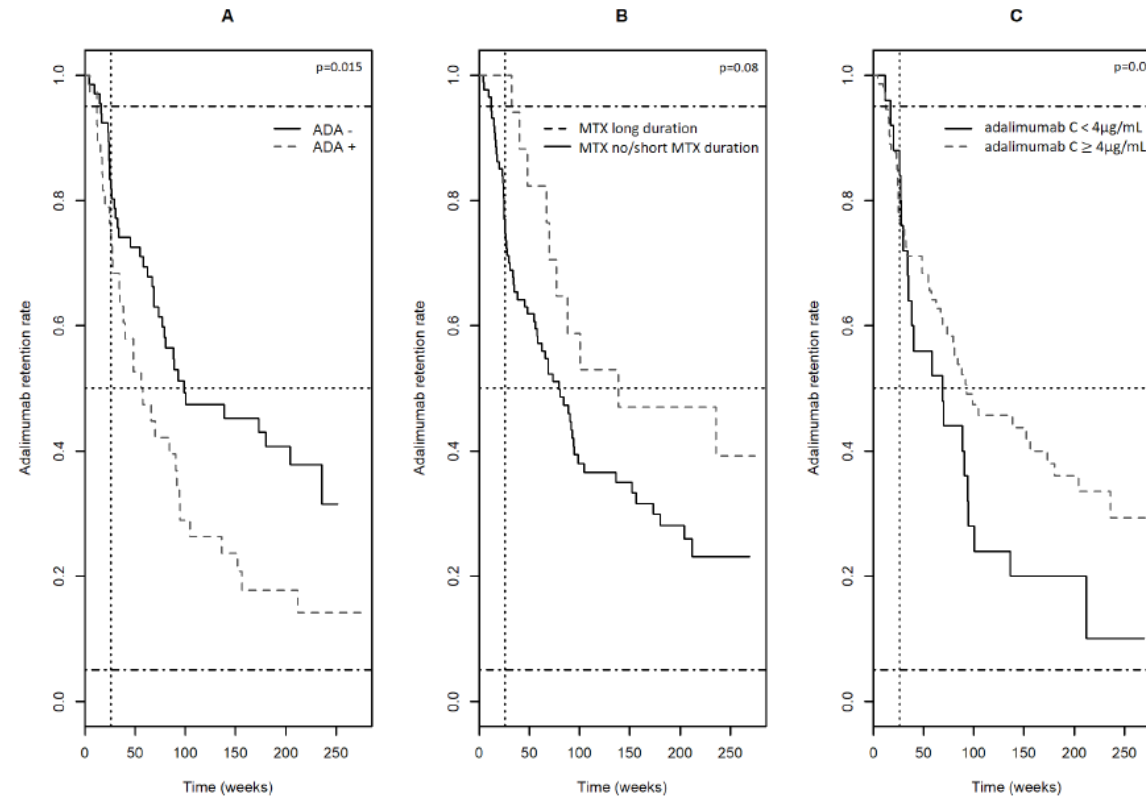 A
B
C
p=0.015
p=0.08
p=0.0
ADA -
ADA +
MTX long duration
MTX no/short MTX duration
adalimumab C < 4µg/mL
adalimumab C ≥ 4µg/mL
Adalimumab retention rate
1.0
0.8
0.6
0.4
0.2
0.0
0 50 100 150 200 250
Time (weeks)
Adalimumab retention rate
1.0
0.8
0.6
0.4
0.2
0.0
0 50 100 150 200 250
Time (weeks)
Adalimumab retention rate
1.0
0.8
0.6
0.4
0.2
0.0
0 50 100 150 200 250
Time (weeks)